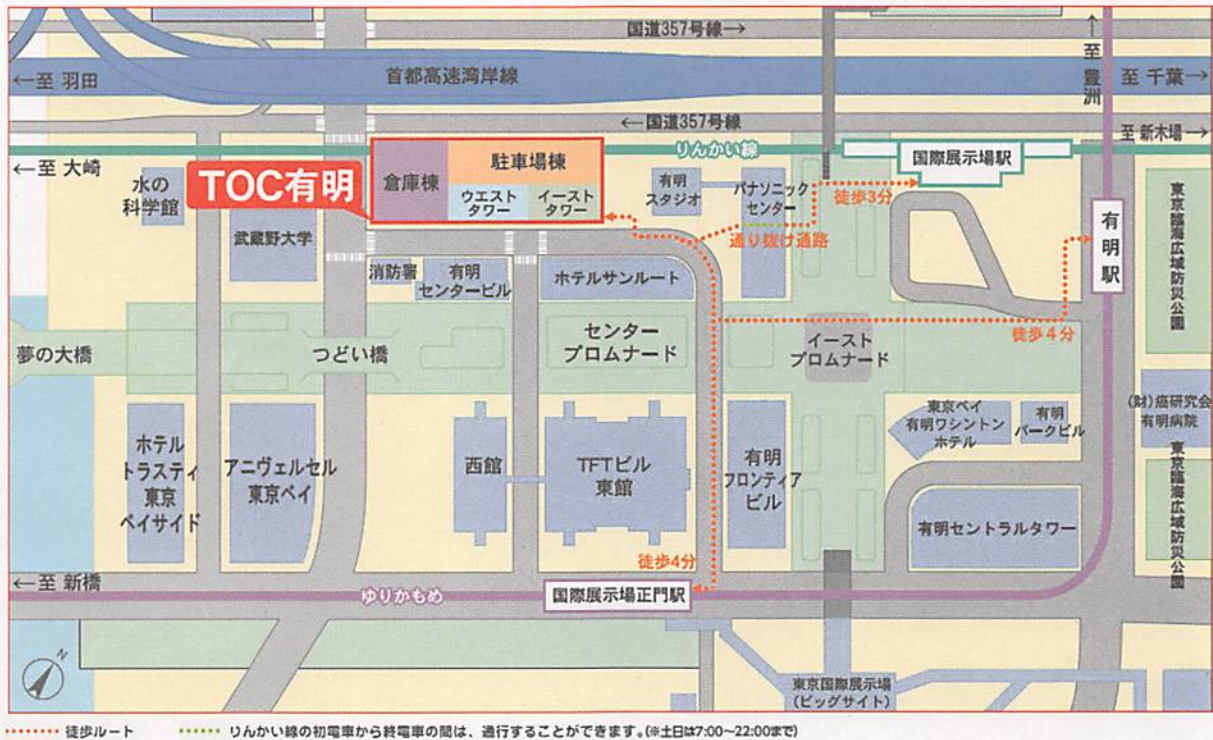 国道357号線→
首都高速湾岸線
←至 羽田
↑
至
豊
洲
至 千葉→
←国道357号線
至 新木場→
りんかい線
←至 大崎
国際展示場駅
TOC有明
倉庫棟
駐車場棟
ウエスト
タワー
イースト
タワー
水の
科学館
武蔵野大学
有明
スタジオ
パナソニック
センター
徒歩3分
通り抜け通路
有
明
駅
東京臨海広域防災公園
消防署
有明
センタービル
ホテルサンルート
夢の大橋
つどい橋
センター
プロムナード
イースト
プロムナード
徒歩4分
ホテル
トラスティ
東京
ベイサイド
アニヴェルセル
東京ベイ
西館
TFTビル
東館
有明
フロンティア
ビル
東京ベイ
有明ワシントン
ホテル
有明
パークビル
(財)癌研究会
有明病院
東京臨海広域防災公園
有明セントラルタワー
徒歩4分
←至 新橋
ゆりかもめ
国際展示場正門駅
N
東京国際展示場
(ビッグサイト)
徒歩ルート
りんかい線の初電車から終電車の間は、通行することができます。(※土日は7:00〜22:00まで)